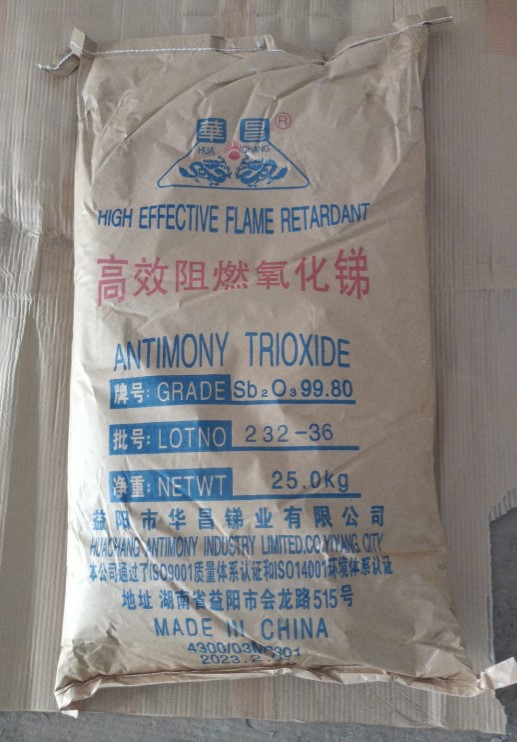 華昌®
HUA CHANG
HIGH EFFECTIVE FLAME RETARDANT
高效阻燃氧化锑
ANTIMONY TRIOXIDE
牌号: GRADE Sb₂O₃99.80
批号: LOTNO 232-36
净重: NETWT 25.0kg
益阳市华昌锑业有限公司
HUACHANG ANTIMONY INDUSTRY LIMITED.CO.YIYANG. CITY
本公司通过了ISO9001质量体系认证和ISO14001环境体系认证
地址 湖南省益阳市会龙路515号
MADE IN CHINA
2023.2